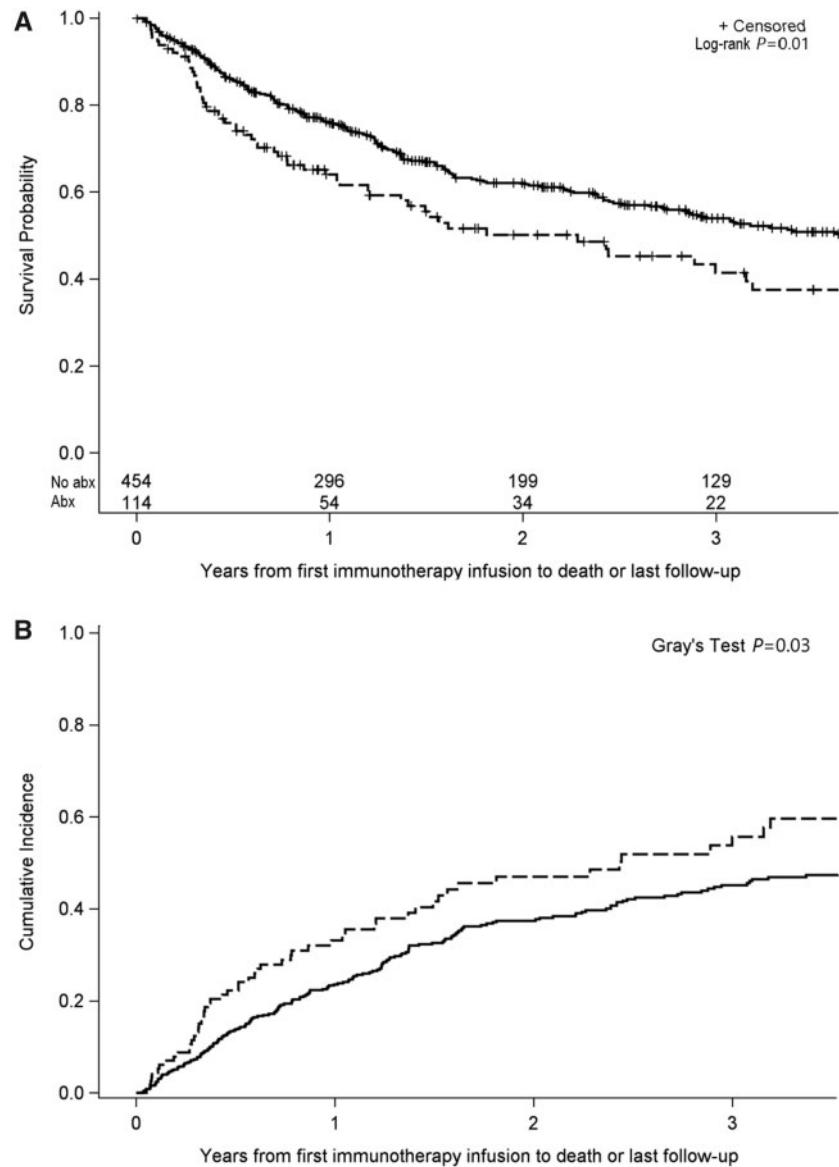 A
+ Censored
Log-rank P=0.01
1.0
0.8
0.6
0.4
0.2
0.0
Survival Probability
No abx 454 296 199 129
Abx 114 54 34 22
0 1 2 3
Years from first immunotherapy infusion to death or last follow-up
B
Gray's Test P=0.03
1.0
0.8
0.6
0.4
0.2
0.0
Cumulative Incidence
0 1 2 3
Years from first immunotherapy infusion to death or last follow-up